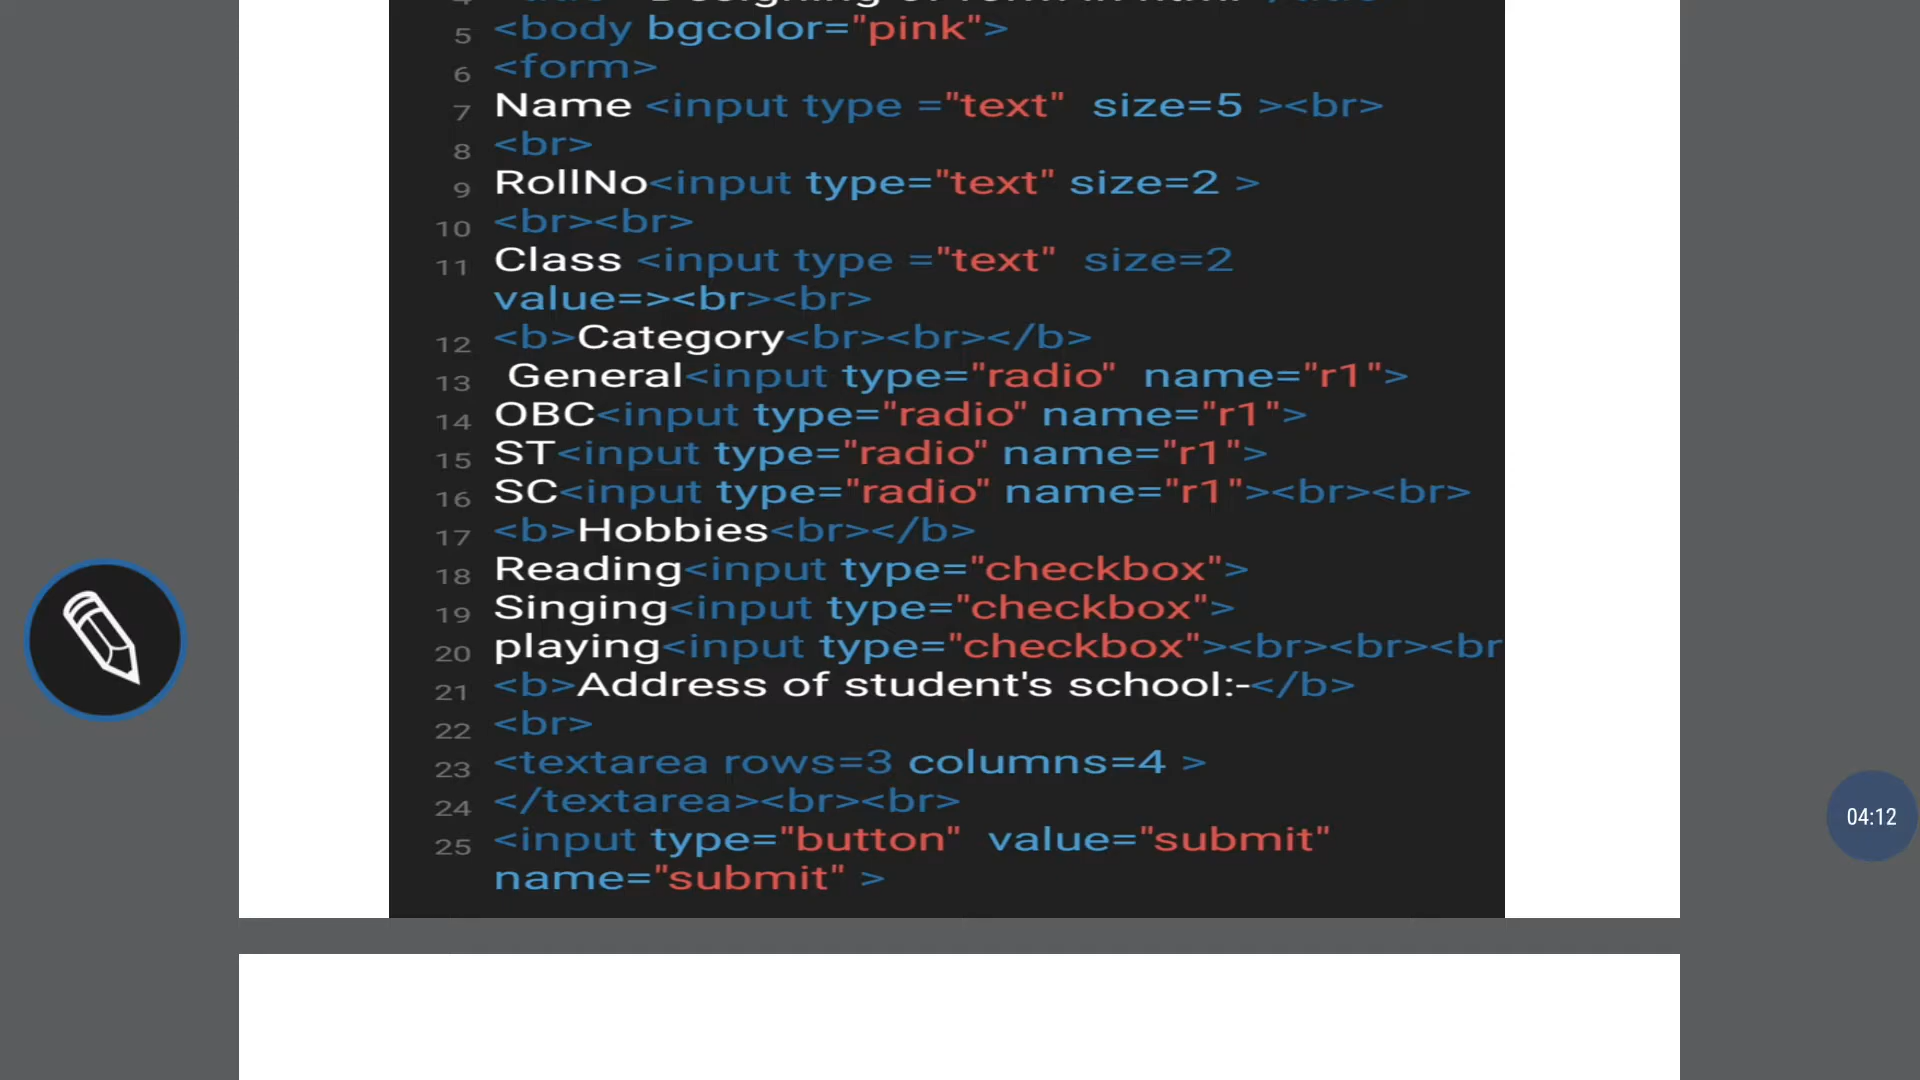 5 <body bgcolor="pink">
6 <form>
7 Name <input type ="text"  size=5 ><br>
8 <br>
9 RollNo<input type="text" size=2 >
10 <br><br>
11 Class <input type ="text"  size=2
value=><br><br>
12 <b>Category<br><br></b>
13  General<input type="radio"  name="r1">
14 OBC<input type="radio" name="r1">
15 ST<input type="radio" name="r1">
16 SC<input type="radio" name="r1"><br><br>
17 <b>Hobbies<br></b>
18 Reading<input type="checkbox">
19 Singing<input type="checkbox">
20 playing<input type="checkbox"><br><br><br
21 <b>Address of student's school:-</b>
22 <br>
23 <textarea rows=3 columns=4 >
24 </textarea><br><br>
25 <input type="button"  value="submit"
name="submit" >
04:12